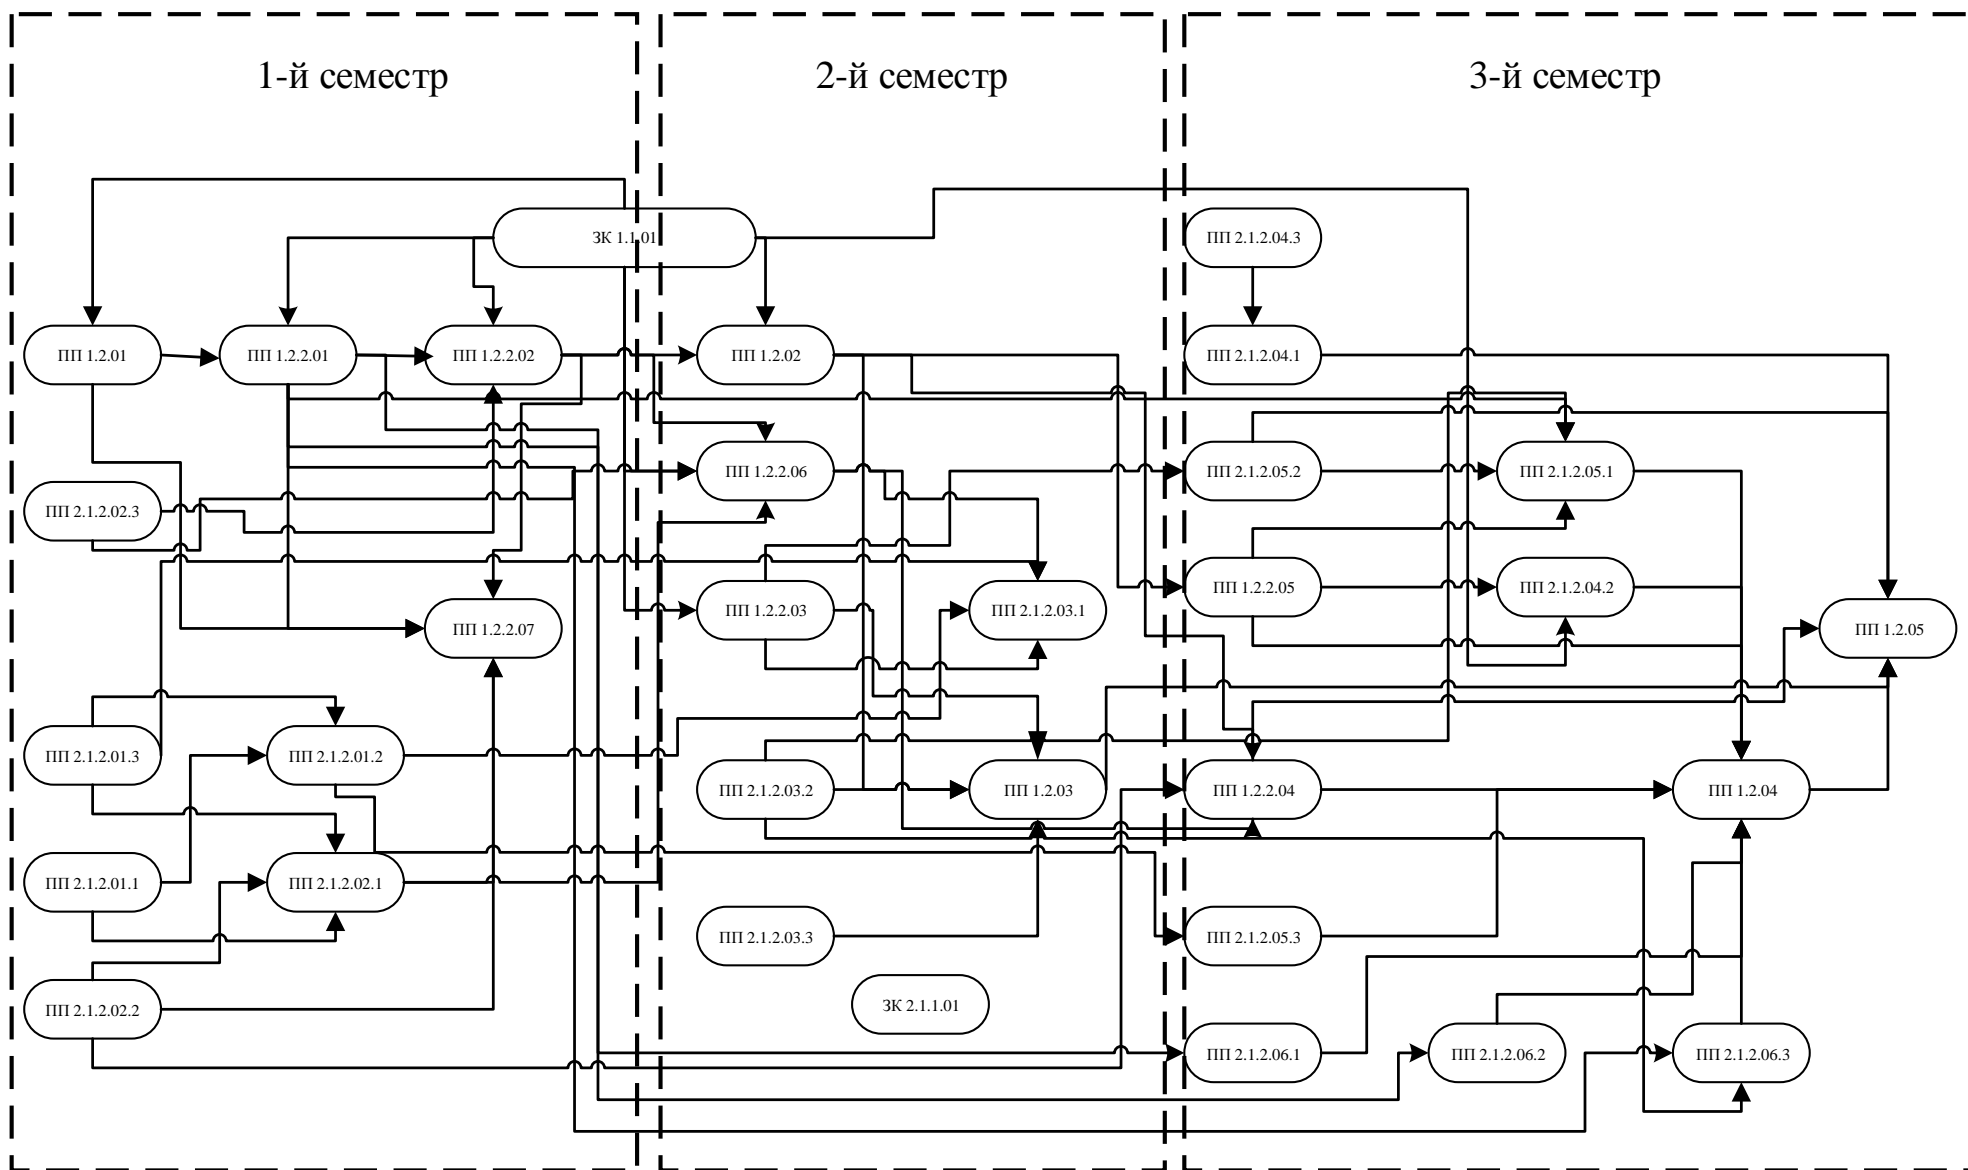 1-й семестр
2-й семестр
3-й семестр
ЗК 1.1.01
ПП 2.1.2.04.3
ПП 1.2.01
ПП 1.2.2.01
ПП 1.2.2.02
ПП 1.2.02
ПП 2.1.2.04.1
ПП 1.2.2.06
ПП 2.1.2.05.2
ПП 2.1.2.05.1
ПП 2.1.2.02.3
ПП 1.2.2.05
ПП 2.1.2.04.2
ПП 1.2.2.03
ПП 2.1.2.03.1
ПП 1.2.2.07
ПП 1.2.05
ПП 2.1.2.01.3
ПП 2.1.2.01.2
ПП 2.1.2.03.2
ПП 1.2.03
ПП 1.2.2.04
ПП 1.2.04
ПП 2.1.2.01.1
ПП 2.1.2.02.1
ПП 2.1.2.03.3
ПП 2.1.2.05.3
ПП 2.1.2.02.2
ЗК 2.1.1.01
ПП 2.1.2.06.1
ПП 2.1.2.06.2
ПП 2.1.2.06.3